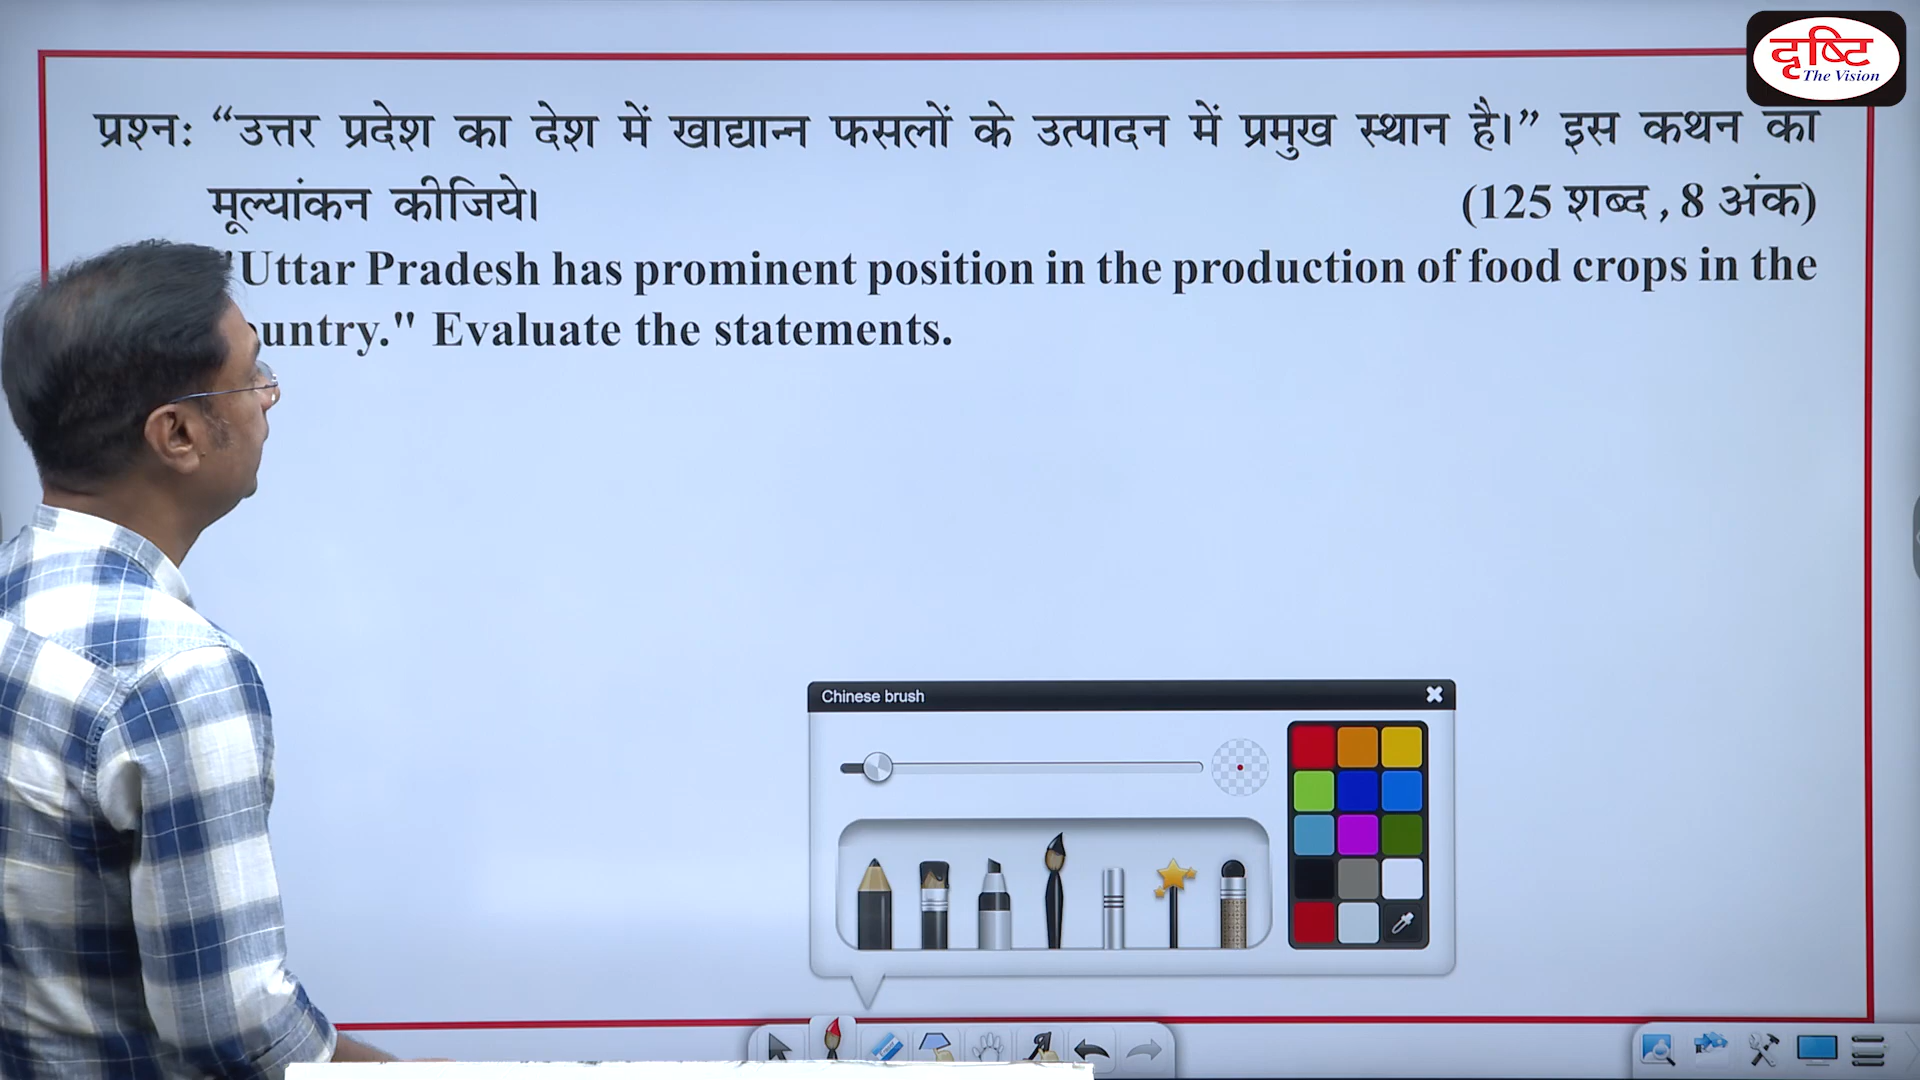 दृष्टि
The Vision
प्रश्नः “उत्तर प्रदेश का देश में खाद्यान्न फसलों के उत्पादन में प्रमुख स्थान है।” इस कथन का
मूल्यांकन कीजिये। (125 शब्द , 8 अंक)
"Uttar Pradesh has prominent position in the production of food crops in the
untry." Evaluate the statements.
Chinese brush